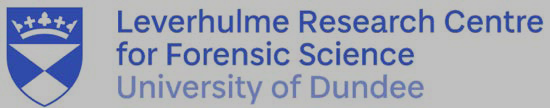 Leverhulme Research Centre
for Forensic Science
University of Dundee